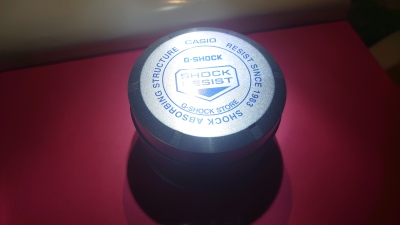 CASIO
RESIST SINCE 1983
SHOCK ABSORBING STRUCTURE
G-SHOCK
SHOCK
RESIST
G-SHOCK STORE